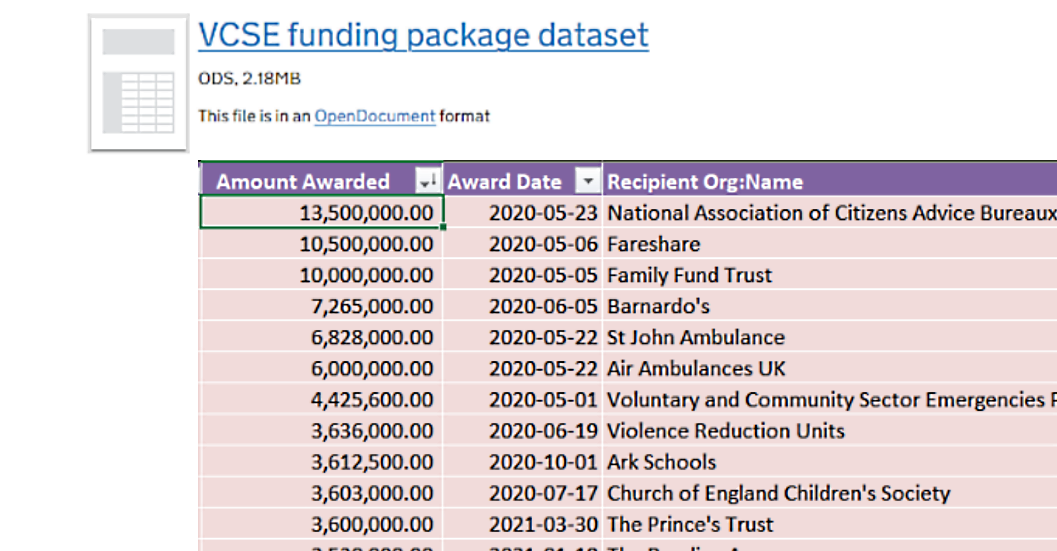 VCSE funding package dataset
ODS, 2.18MB
This file is in an OpenDocument format
Amount Awarded Award Date Recipient Org:Name
13,500,000.00 2020-05-23 National Association of Citizens Advice Bureaux
10,500,000.00 2020-05-06 Fareshare
10,000,000.00 2020-05-05 Family Fund Trust
7,265,000.00 2020-06-05 Barnardo's
6,828,000.00 2020-05-22 St John Ambulance
6,000,000.00 2020-05-22 Air Ambulances UK
4,425,600.00 2020-05-01 Voluntary and Community Sector Emergencies
3,636,000.00 2020-06-19 Violence Reduction Units
3,612,500.00 2020-10-01 Ark Schools
3,603,000.00 2020-07-17 Church of England Children's Society
3,600,000.00 2021-03-30 The Prince's Trust